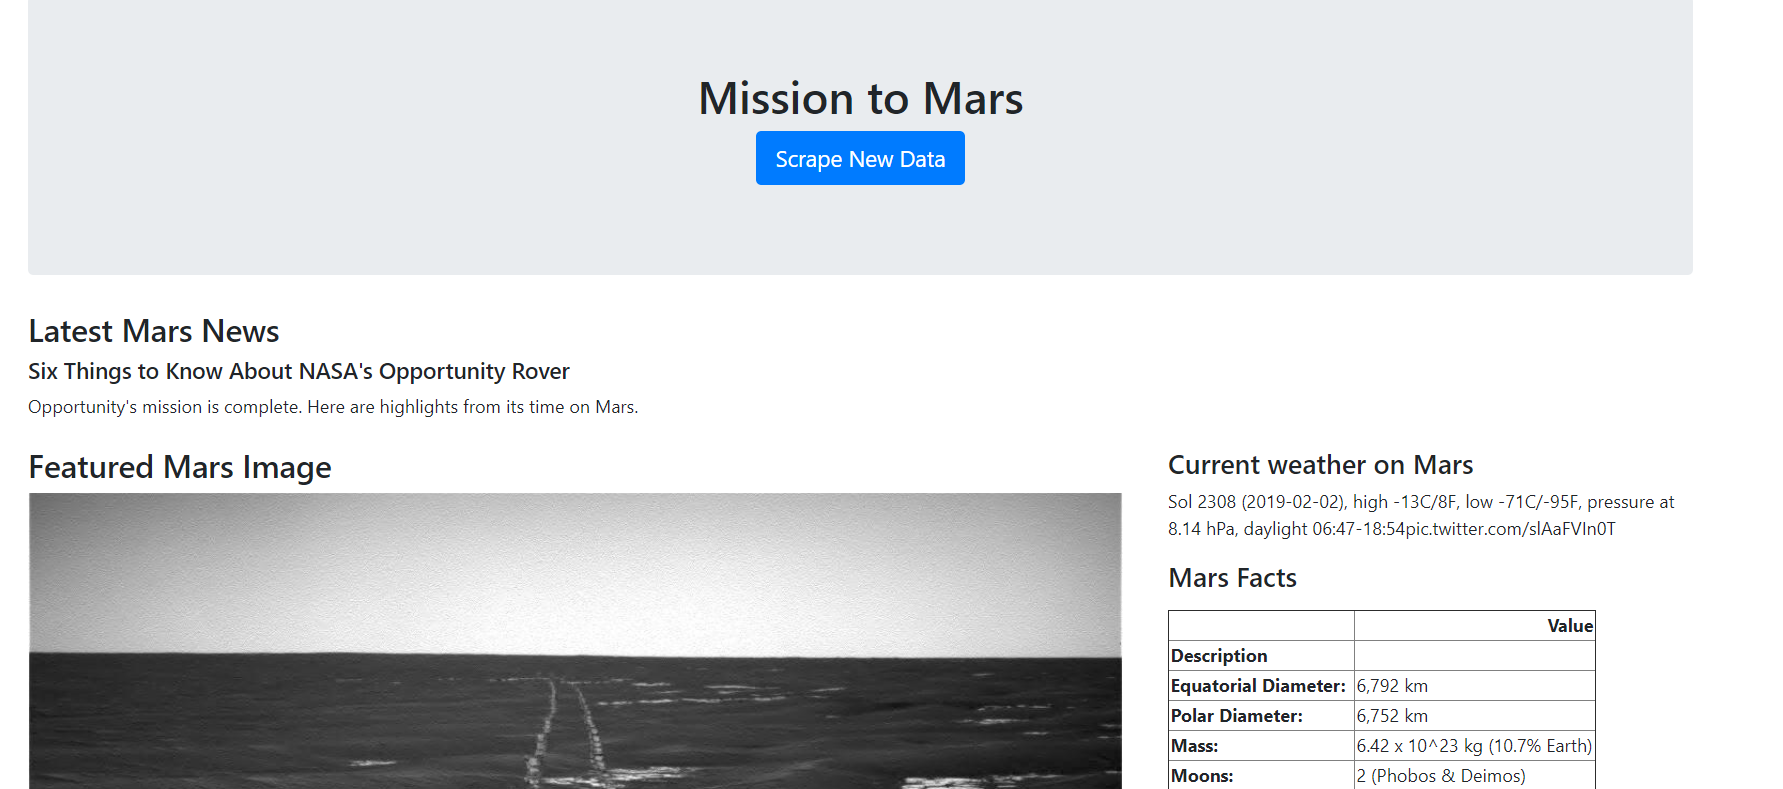 Mission to Mars
Scrape New Data
Latest Mars News
Six Things to Know About NASA's Opportunity Rover
Opportunity's mission is complete. Here are highlights from its time on Mars.
Featured Mars Image
Current weather on Mars
Sol 2308 (2019-02-02), high -13C/8F, low -71C/-95F, pressure at
8.14 hPa, daylight 06:47-18:54pic.twitter.com/slAaFVIn0T
Mars Facts
Value
Description
Equatorial Diameter: 6,792 km
Polar Diameter: 6,752 km
Mass: 6.42 x 10^23 kg (10.7% Earth)
Moons: 2 (Phobos & Deimos)